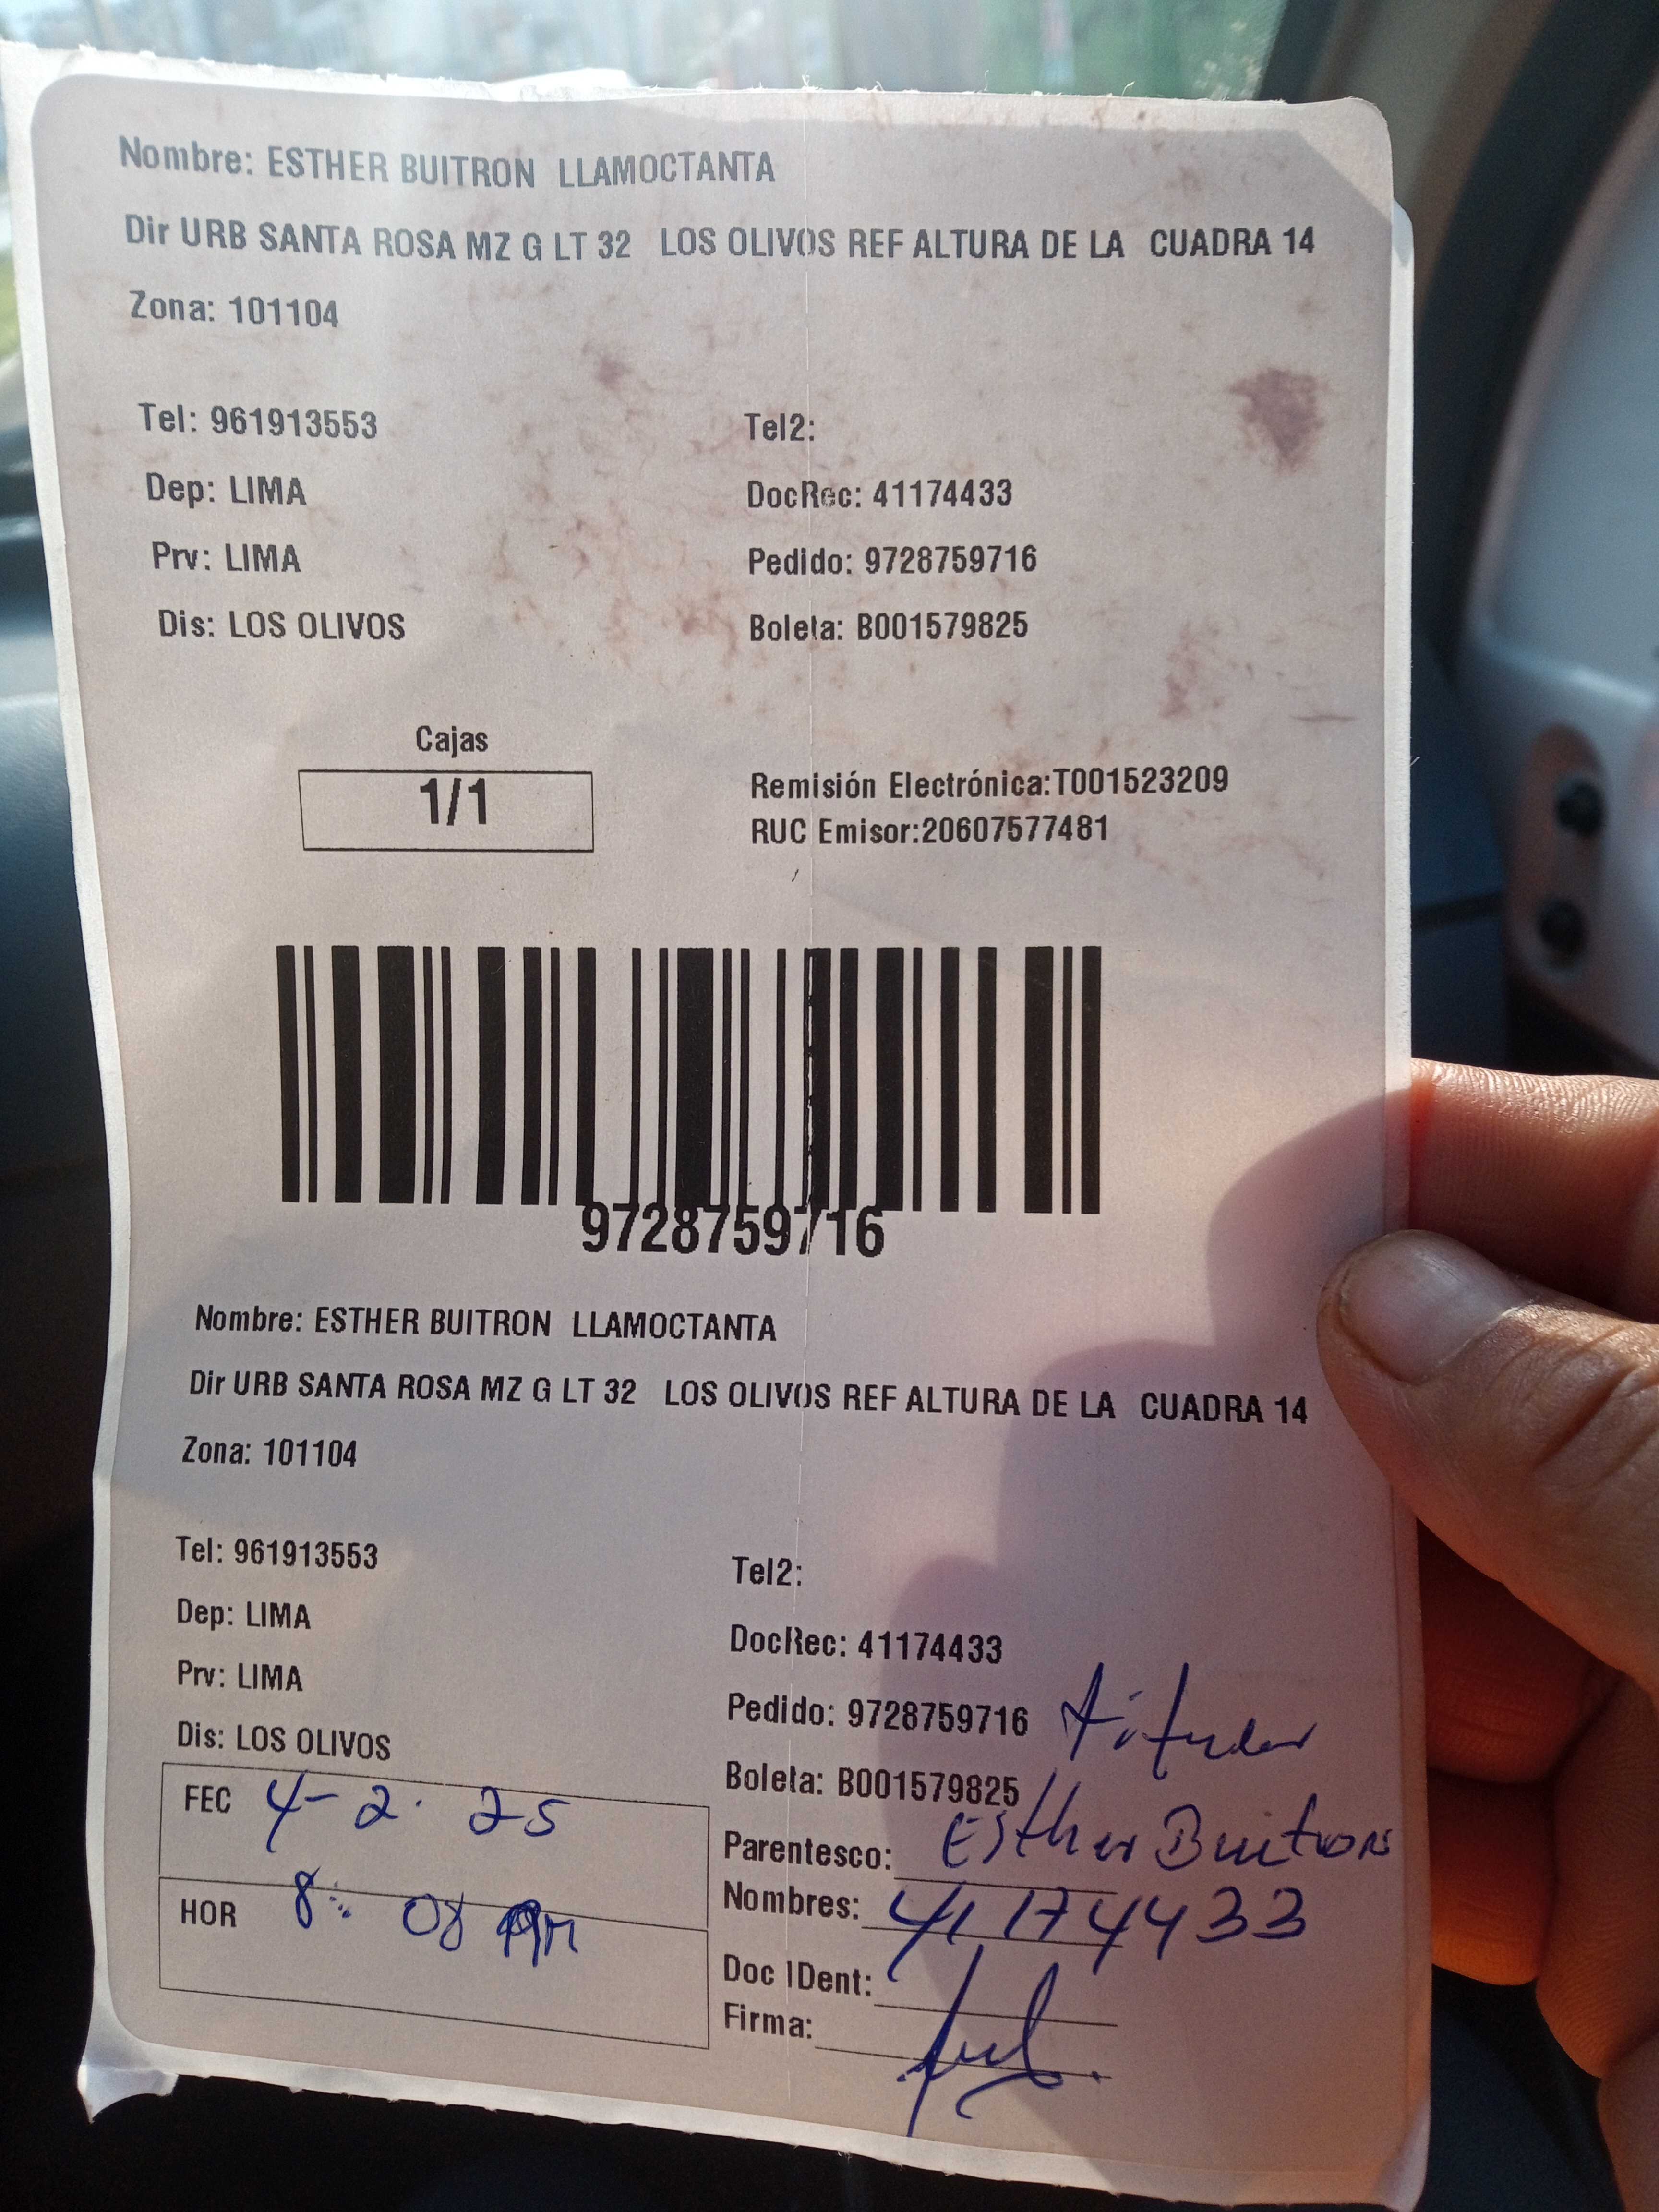 Nombre: ESTHER BUITRON LLAMOCTANTA
Dir URB SANTA ROSA MZ G LT 32 LOS OLIVOS REF ALTURA DE LA CUADRA 14
Zona: 101104
Tel: 961913553 Tel2:
Dep: LIMA DocRec: 41174433
Prv: LIMA Pedido: 9728759716
Dis: LOS OLIVOS Boleta: B001579825
Cajas
1/1
Remisión Electrónica:T001523209
RUC Emisor:20607577481
9728759716
Nombre: ESTHER BUITRON LLAMOCTANTA
Dir URB SANTA ROSA MZ G LT 32 LOS OLIVOS REF ALTURA DE LA CUADRA 14
Zona: 101104
Tel: 961913553 Tel2:
Dep: LIMA DocRec: 41174433
Prv: LIMA Pedido: 9728759716 titular
Dis: LOS OLIVOS Boleta: B001579825
FEC 4-2-25 Parentesco: Esther Buitron
HOR 8:08 AM Nombres: 41174433
Doc IDent:
Firma: